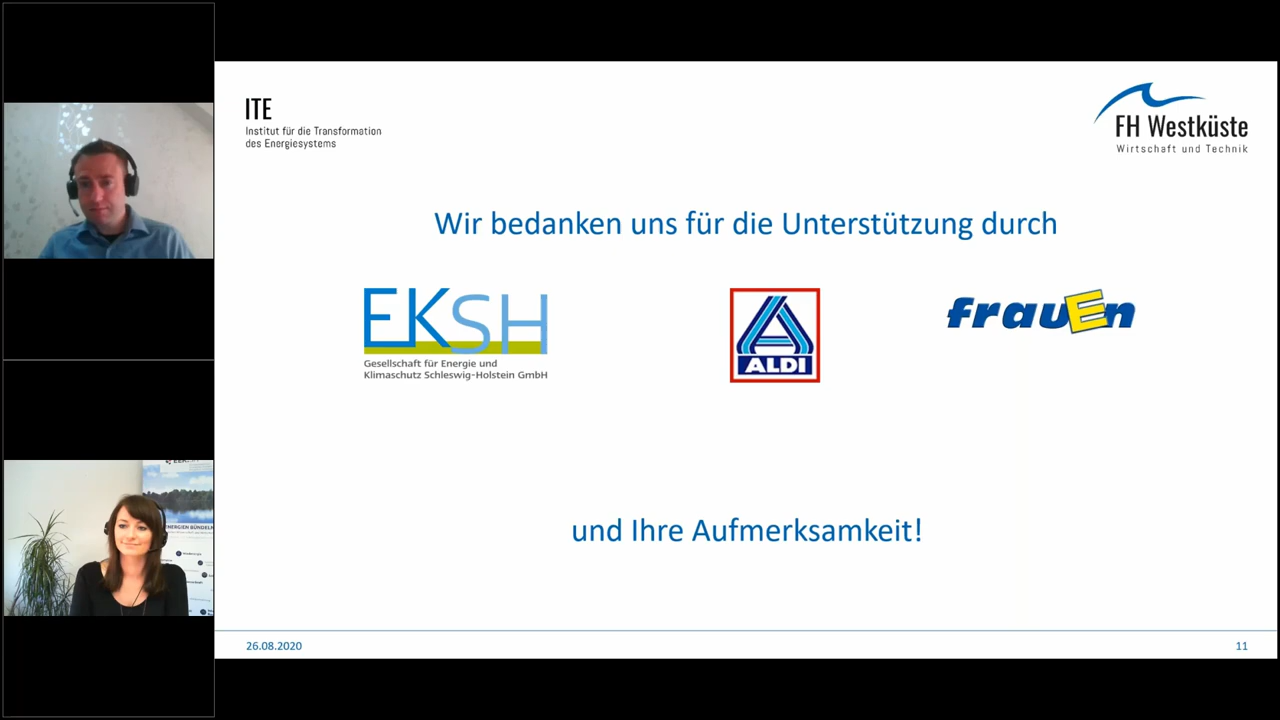 ITE
Institut für die Transformation
des Energiesystems
FH Westküste
Wirtschaft und Technik
Wir bedanken uns für die Unterstützung durch
EKSH
Gesellschaft für Energie und
Klimaschutz Schleswig-Holstein GmbH
ALDI
frauEn
und Ihre Aufmerksamkeit!
26.08.2020
11